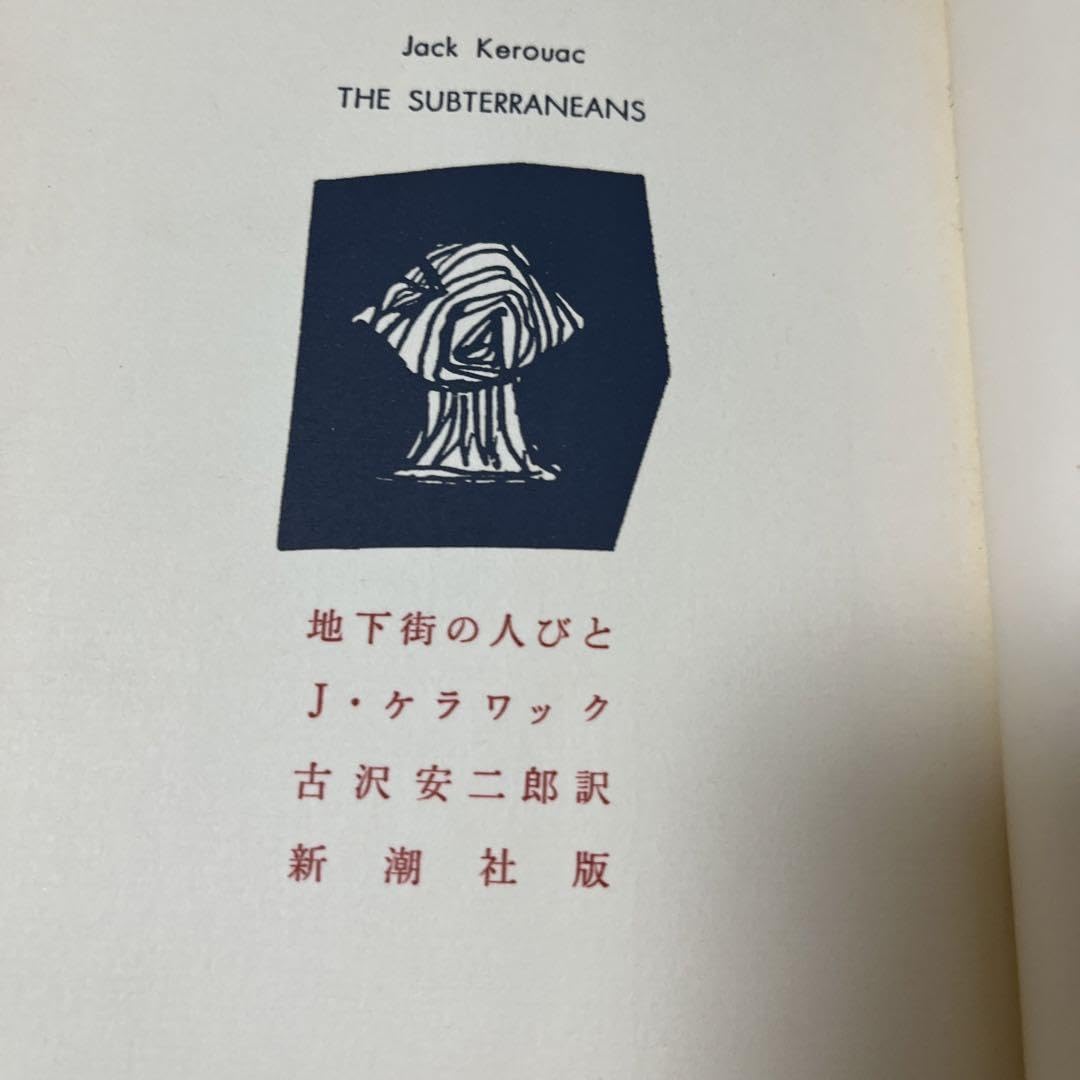 Jack Kerouac
THE SUBTERRANEANS
地下街の人びと
J・ケラワック
古沢安二郎訳
新潮社版